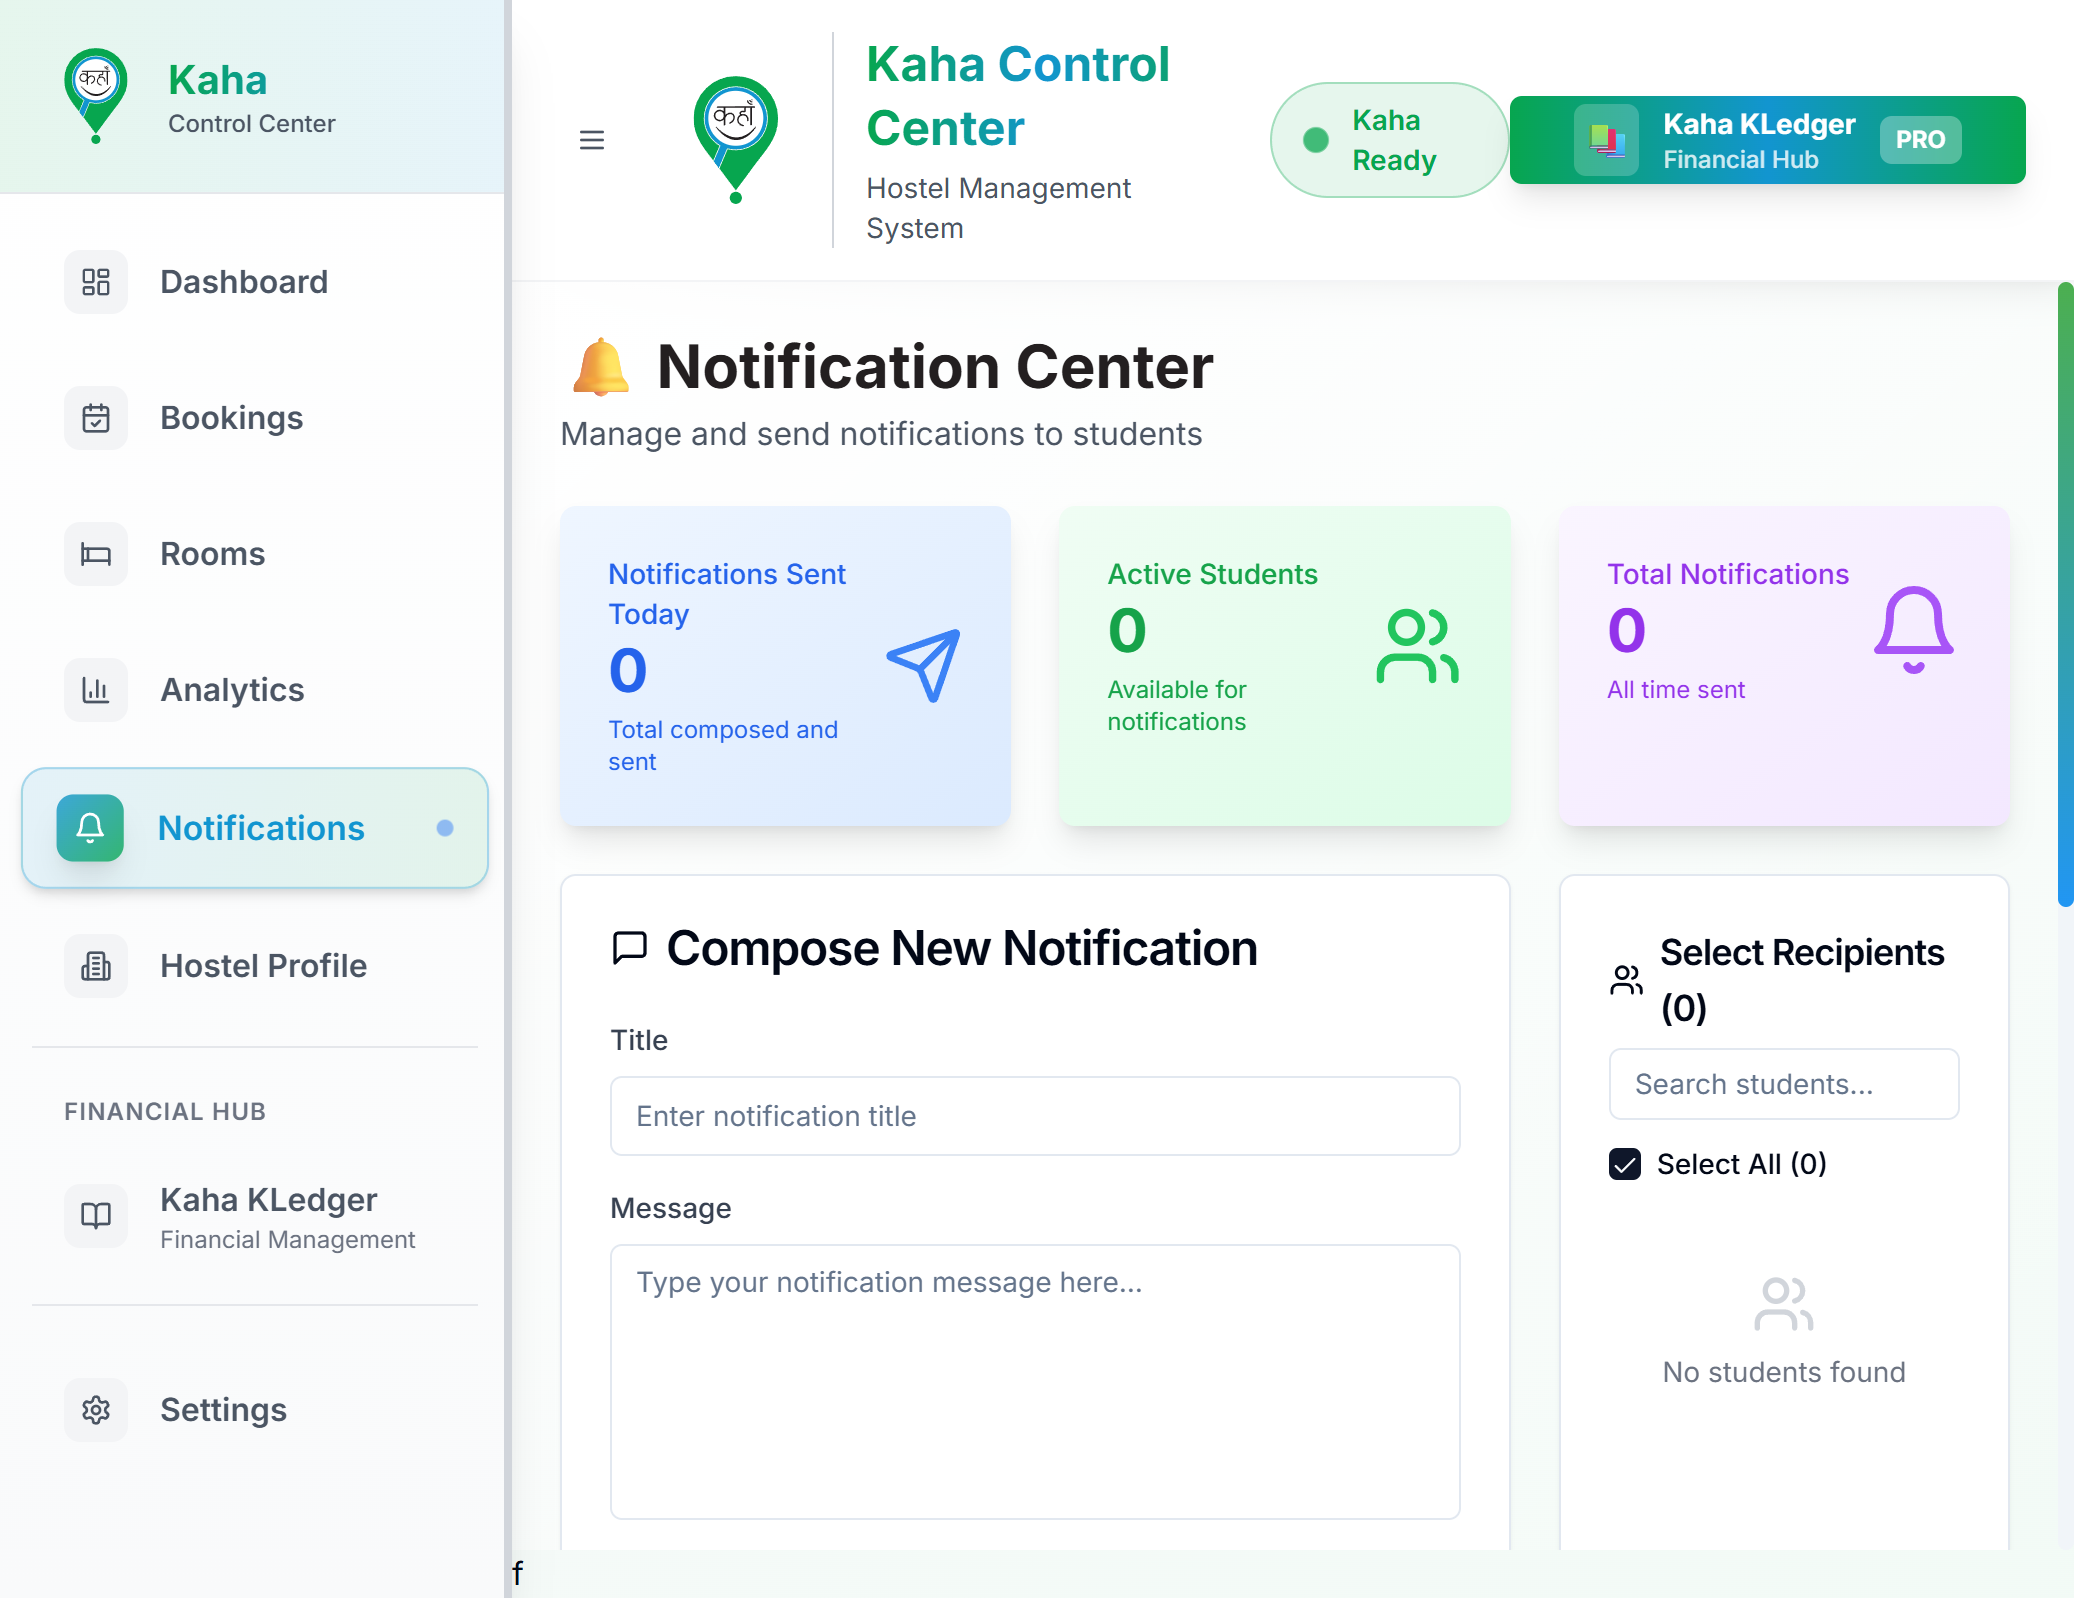 कहाँ
Kaha
Control Center
Dashboard
Bookings
Rooms
Analytics
Notifications
Hostel Profile
FINANCIAL HUB
Kaha KLedger
Financial Management
Settings
कहाँ
Kaha Control
Center
Hostel Management
System
Kaha
Ready
Kaha KLedger
Financial Hub
PRO
Notification Center
Manage and send notifications to students
Notifications Sent
Today
0
Total composed and
sent
Active Students
0
Available for
notifications
Total Notifications
0
All time sent
Compose New Notification
Title
Enter notification title
Message
Type your notification message here...
Select Recipients
(0)
Search students...
Select All (0)
No students found
f